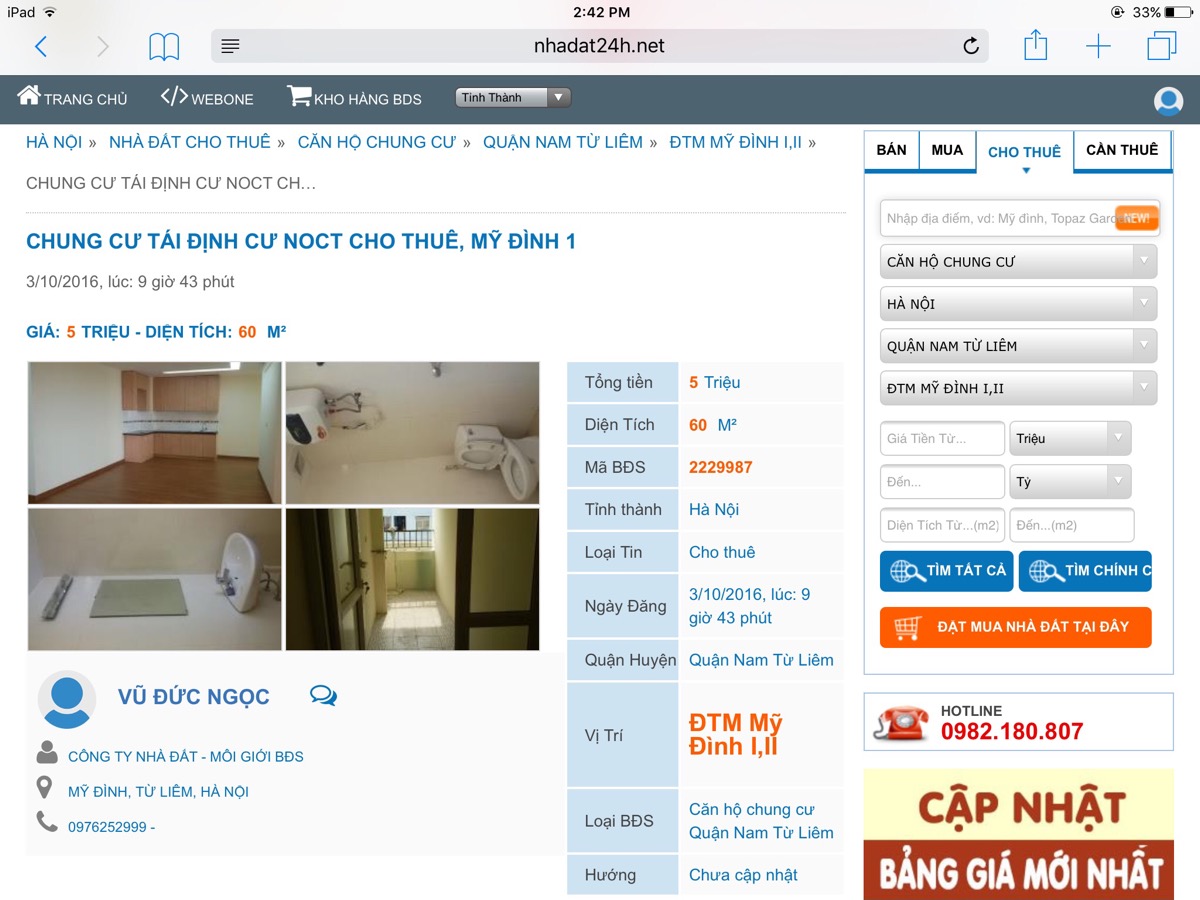 iPad 2:42 PM 33%
nhadat24h.net
TRANG CHỦ WEBONE KHO HÀNG BDS Tỉnh Thành
HÀ NỘI » NHÀ ĐẤT CHO THUÊ » CĂN HỘ CHUNG CƯ » QUẬN NAM TỪ LIÊM » ĐTM MỸ ĐÌNH I,II »
CHUNG CƯ TÁI ĐỊNH CƯ NOCT CH...
CHUNG CƯ TÁI ĐỊNH CƯ NOCT CHO THUÊ, MỸ ĐÌNH 1
3/10/2016, lúc: 9 giờ 43 phút
GIÁ: 5 TRIỆU - DIỆN TÍCH: 60 M²
Tổng tiền 5 Triệu
Diện Tích 60 M²
Mã BĐS 2229987
Tỉnh thành Hà Nội
Loại Tin Cho thuê
Ngày Đăng 3/10/2016, lúc: 9
giờ 43 phút
Quận Huyện Quận Nam Từ Liêm
Vị Trí ĐTM Mỹ
Đình I,II
Loại BĐS Căn hộ chung cư
Quận Nam Từ Liêm
Hướng Chưa cập nhật
VŨ ĐỨC NGỌC
CÔNG TY NHÀ ĐẤT - MÔI GIỚI BĐS
MỸ ĐÌNH, TỪ LIÊM, HÀ NỘI
0976252999 -
BÁN MUA CHO THUÊ CẦN THUÊ
Nhập địa điểm, vd: Mỹ đình, Topaz Gard NEW!
CĂN HỘ CHUNG CƯ
HÀ NỘI
QUẬN NAM TỪ LIÊM
ĐTM MỸ ĐÌNH I,II
Giá Tiền Từ... Triệu
Đến... Tỷ
Diện Tích Từ...(m2) Đến...(m2)
TÌM TẤT CẢ TÌM CHÍNH C
ĐẶT MUA NHÀ ĐẤT TẠI ĐÂY
HOTLINE
0982.180.807
CẬP NHẬT
BẢNG GIÁ MỚI NHẤT